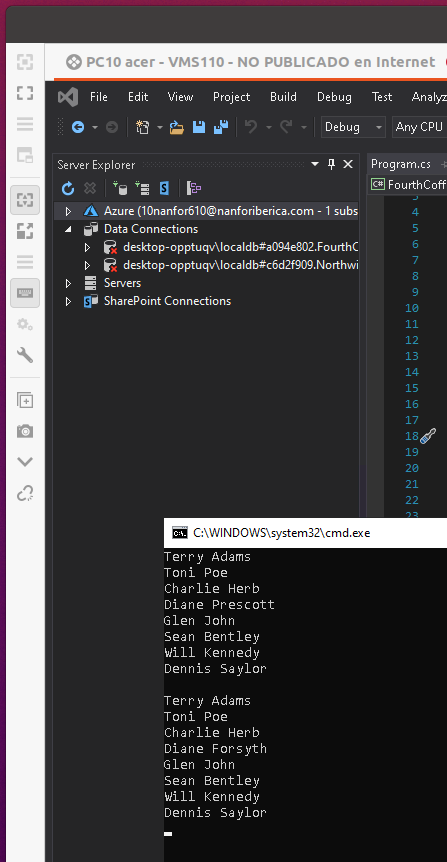 PC10 acer - VMS110 - NO PUBLICADO en Internet
File Edit View Project Build Debug Test Analyz
Debug Any CPU
Server Explorer
Program.cs
FourthCoff
Azure (10nanfor610@nanforiberica.com - 1 subs
Data Connections
desktop-opptuqv\localdb#a094e802.FourthC
desktop-opptuqv\localdb#c6d2f909.Northwi
Servers
SharePoint Connections
3
4
5
6
7
8
9
10
11
12
13
14
15
16
17
18
19
20
21
22
23
C:\WINDOWS\system32\cmd.exe
Terry Adams
Toni Poe
Charlie Herb
Diane Prescott
Glen John
Sean Bentley
Will Kennedy
Dennis Saylor
Terry Adams
Toni Poe
Charlie Herb
Diane Forsyth
Glen John
Sean Bentley
Will Kennedy
Dennis Saylor